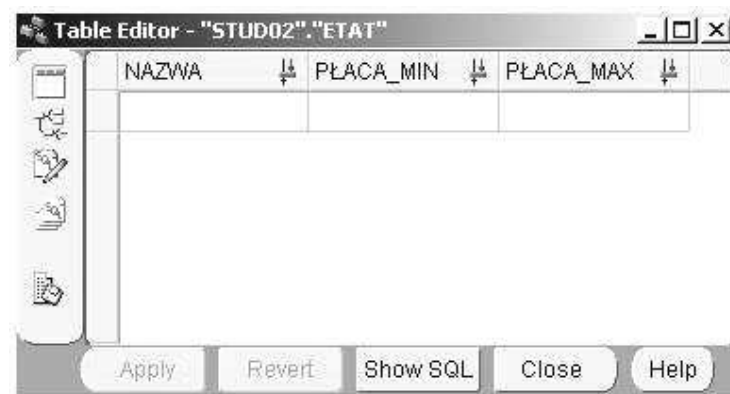 Table Editor - "STUD02"."ETAT"
NAZWA PŁACA_MIN PŁACA_MAX
Apply Revert Show SQL Close Help